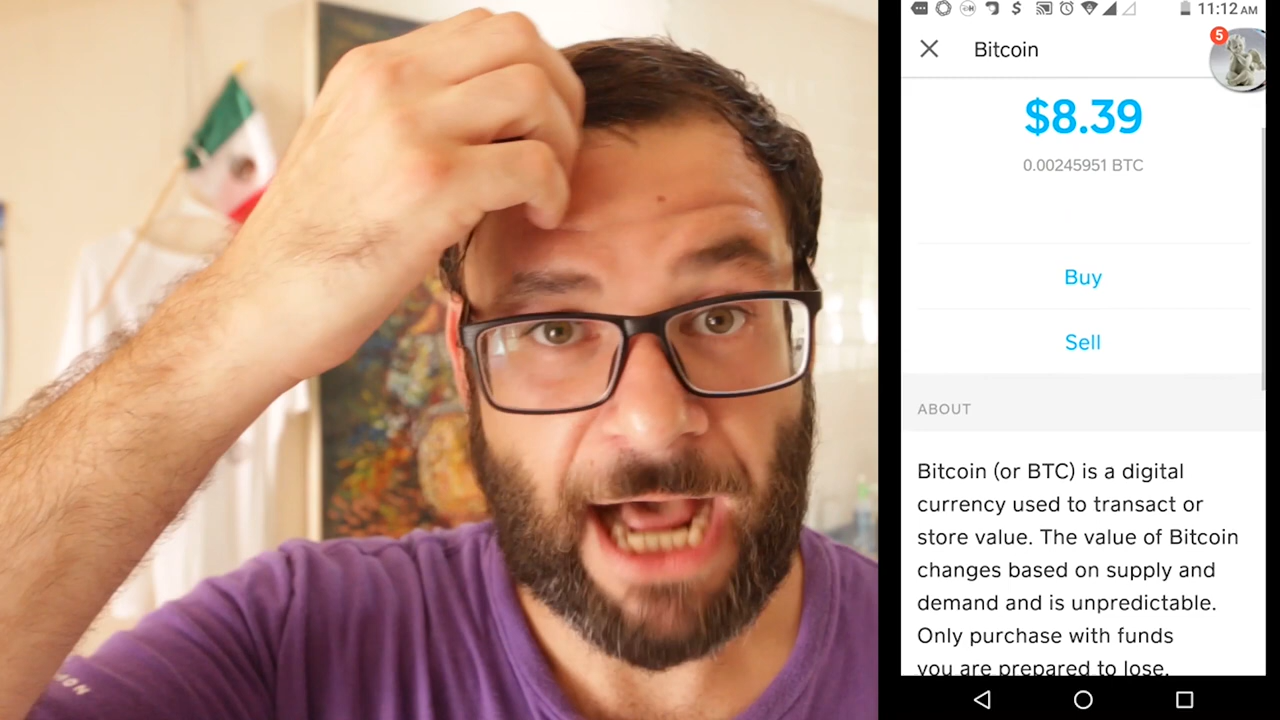 11:12 AM
5
Bitcoin
$8.39
0.00245951 BTC
Buy
Sell
ABOUT
Bitcoin (or BTC) is a digital
currency used to transact or
store value. The value of Bitcoin
changes based on supply and
demand and is unpredictable.
Only purchase with funds
you are prepared to lose.